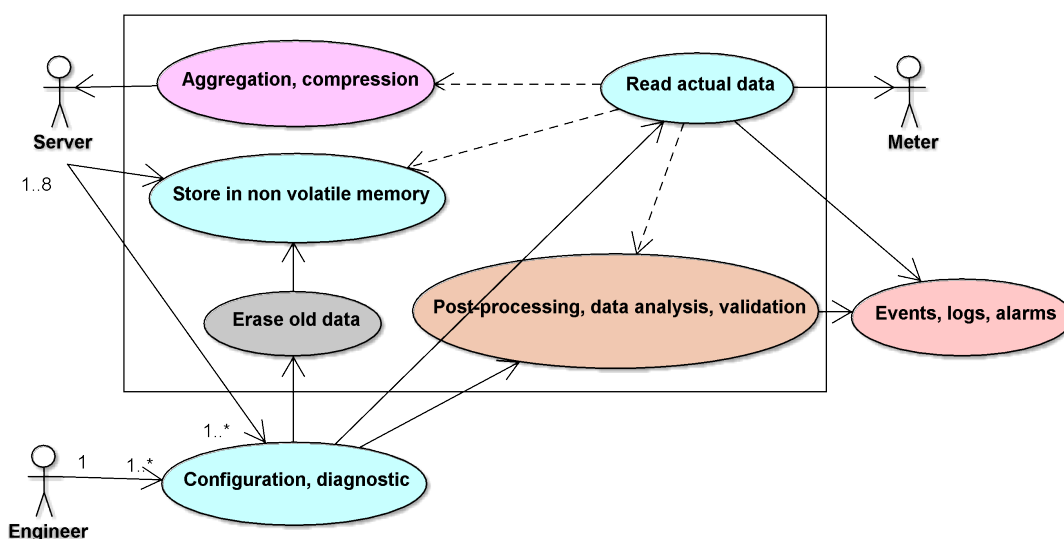 Aggregation, compression
Read actual data
Server
Meter
1..8
Store in non volatile memory
Erase old data
Post-processing, data analysis, validation
Events, logs, alarms
1..*
1
1..*
Configuration, diagnostic
Engineer